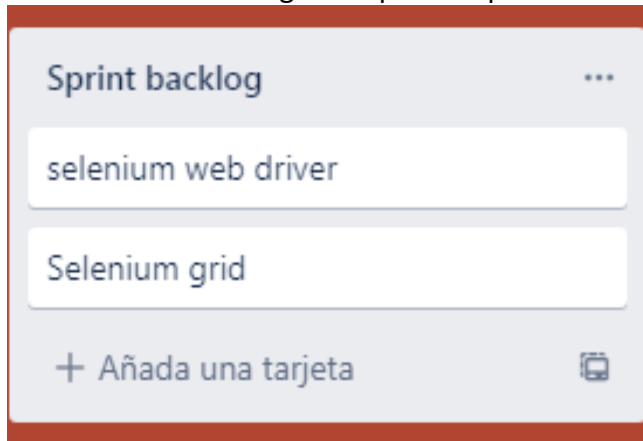 Sprint backlog
selenium web driver
Selenium grid
+ Añada una tarjeta